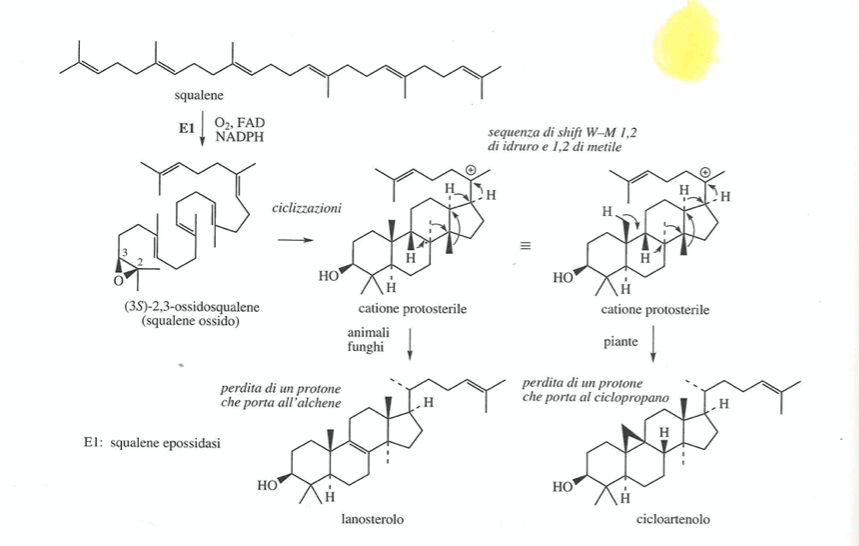 squalene
E1
O2, FAD
NADPH
sequenza di shift W–M 1,2
di idruro e 1,2 di metile
ciclizzazioni
3
2
O
(3S)-2,3-ossidosqualene
(squalene ossido)
⊕
H
H
H
HO
H
catione protosterile
≡
⊕
H
H
H
H
HO
H
catione protosterile
animali
funghi
piante
perdita di un protone
che porta all'alchene
perdita di un protone
che porta al ciclopropano
E1: squalene epossidasi
H
HO
H
lanosterolo
H
H
HO
H
cicloartenolo